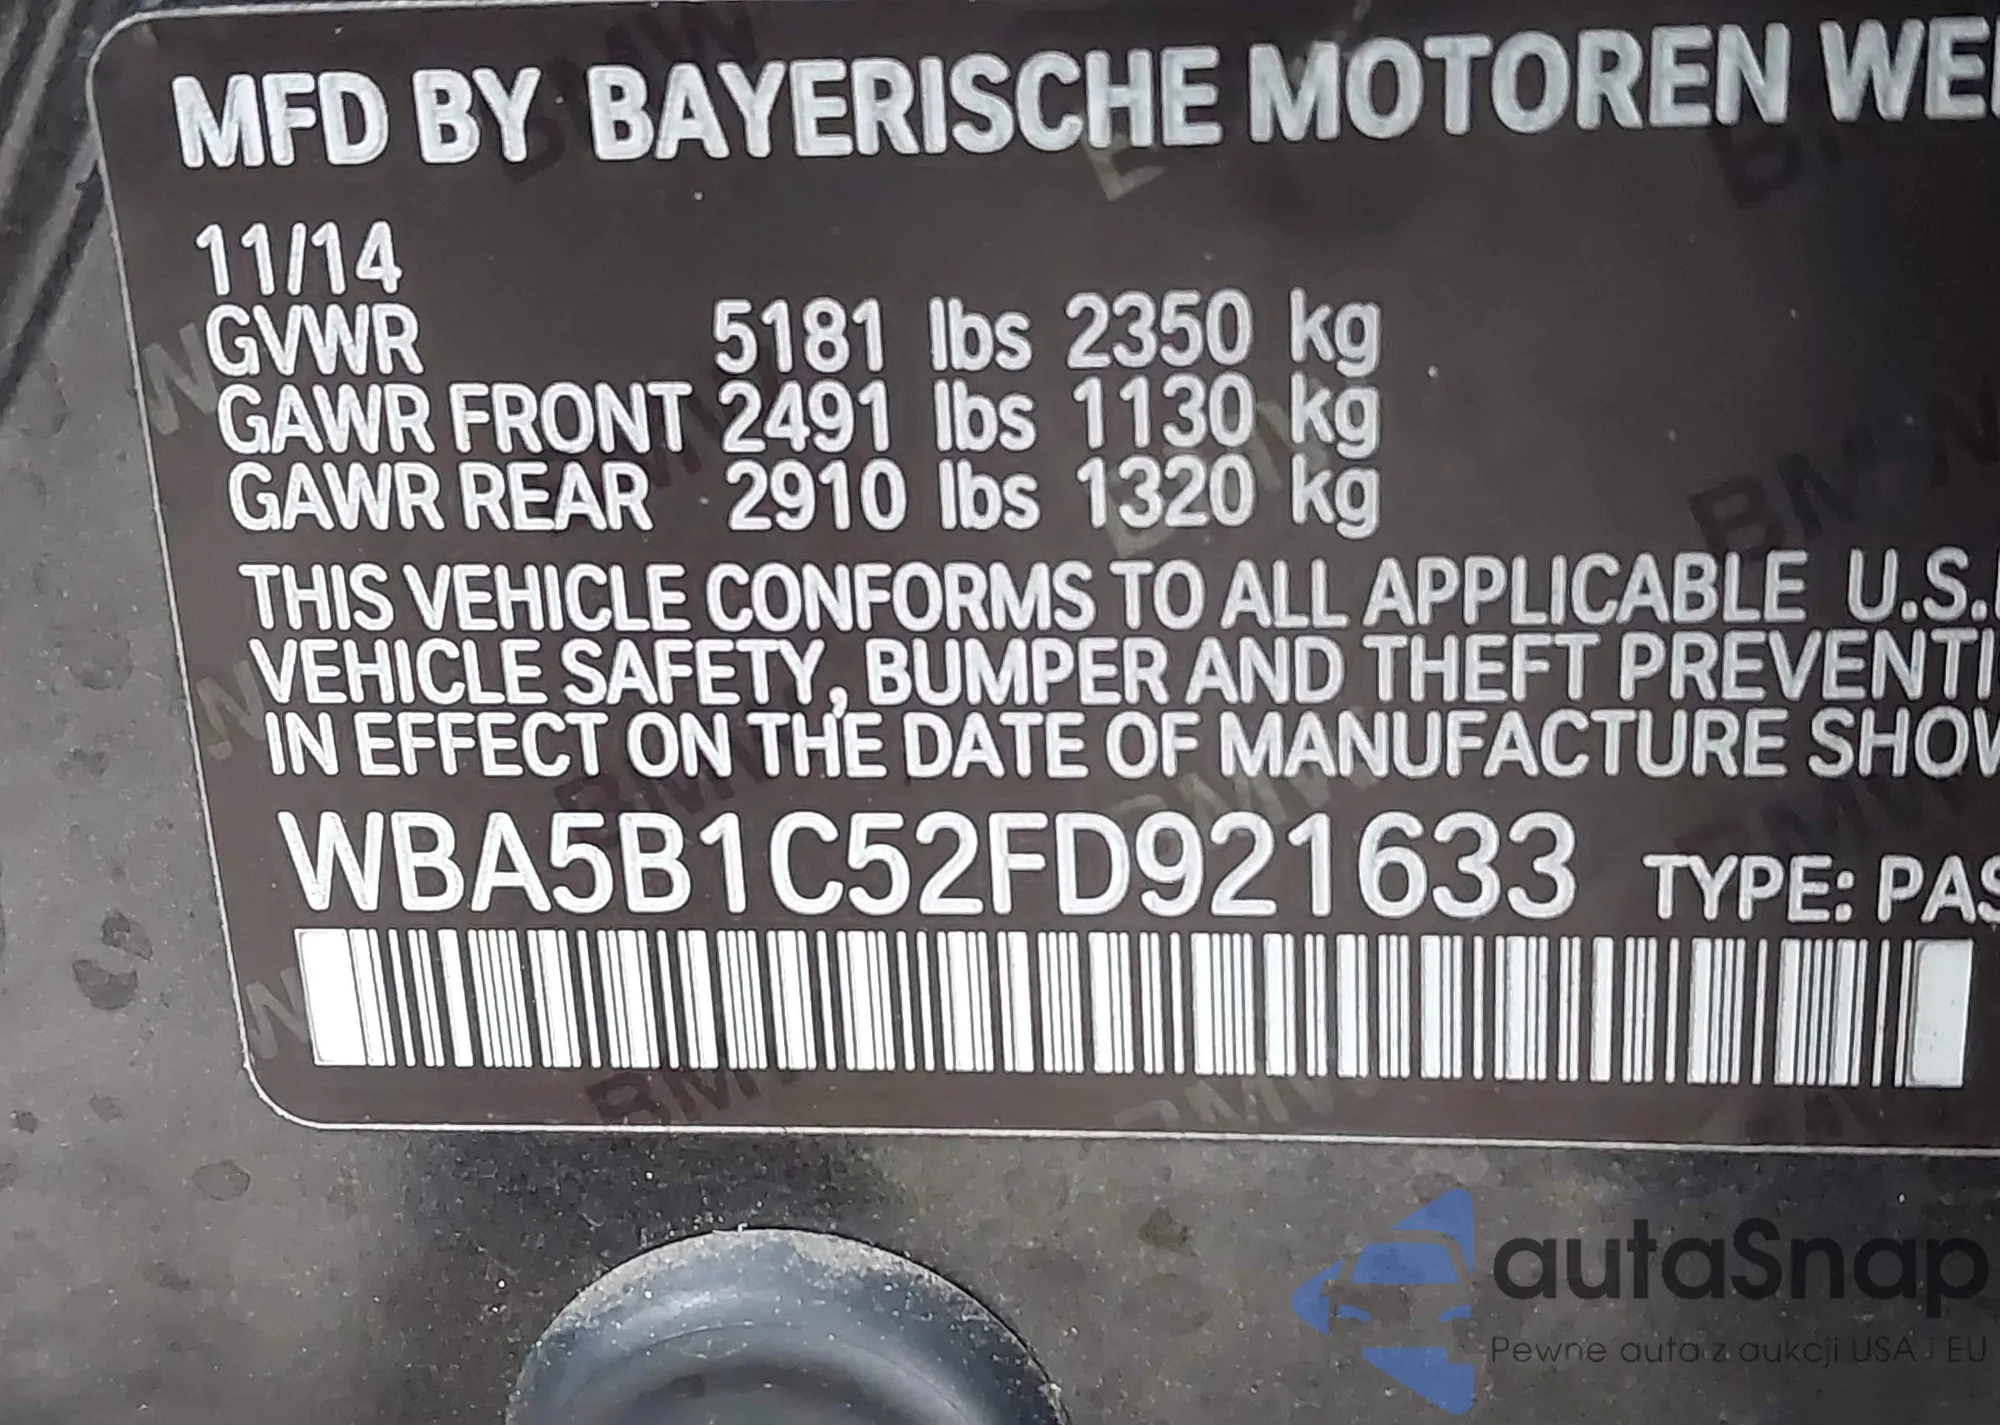 MFD BY BAYERISCHE MOTOREN WE
11/14
GVWR 5181 lbs 2350 kg
GAWR FRONT 2491 lbs 1130 kg
GAWR REAR 2910 lbs 1320 kg
THIS VEHICLE CONFORMS TO ALL APPLICABLE U.S.
VEHICLE SAFETY, BUMPER AND THEFT PREVENTI
IN EFFECT ON THE DATE OF MANUFACTURE SHOW
WBA5B1C52FD921633 TYPE: PAS
autaSnap
Pewne auta z aukcji USA i EU